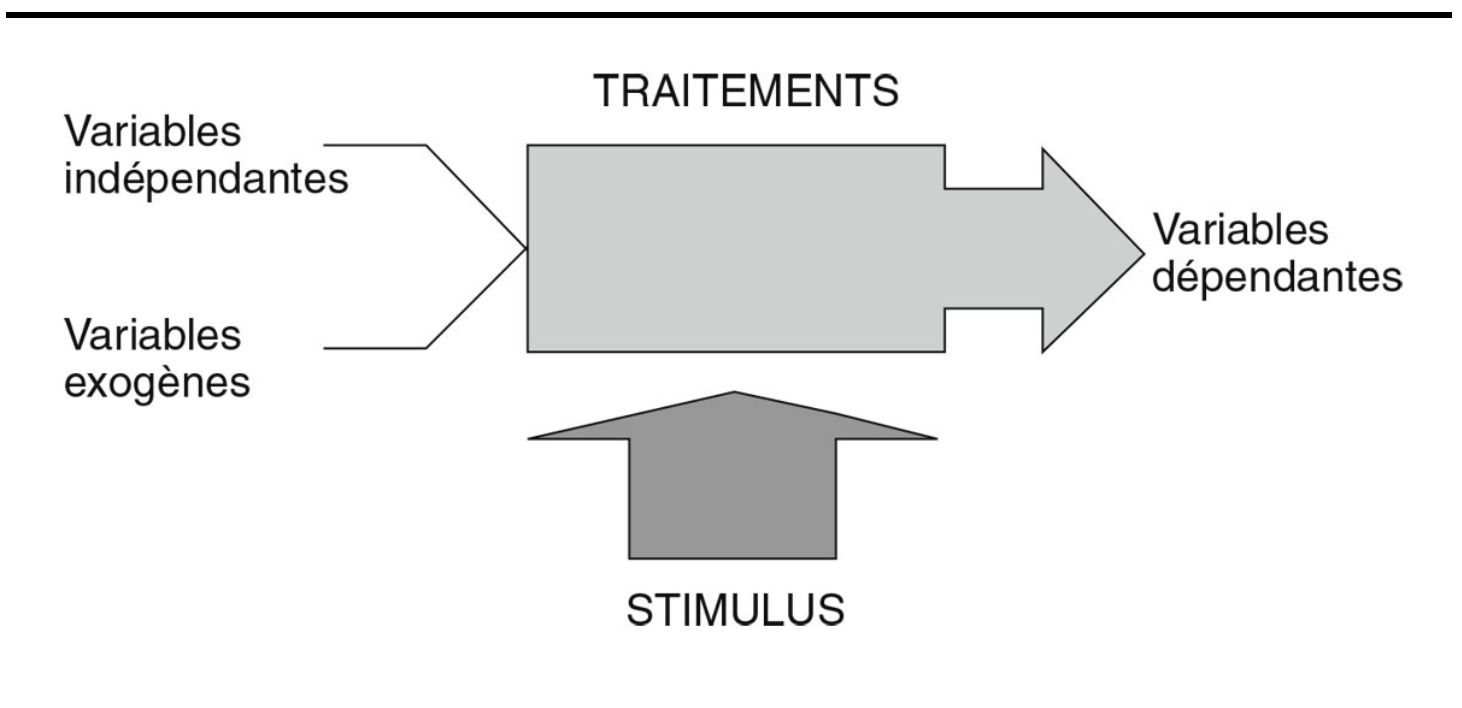 TRAITEMENTS
Variables
indépendantes
Variables
dépendantes
Variables
exogènes
STIMULUS